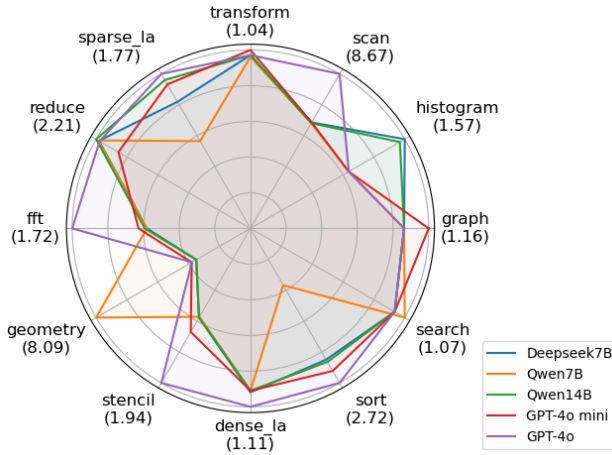 transform
(1.04)
scan
(8.67)
histogram
(1.57)
graph
(1.16)
search
(1.07)
sort
(2.72)
dense_la
(1.11)
stencil
(1.94)
geometry
(8.09)
fft
(1.72)
reduce
(2.21)
sparse_la
(1.77)
Deepseek7B
Qwen7B
Qwen14B
GPT-4o mini
GPT-4o